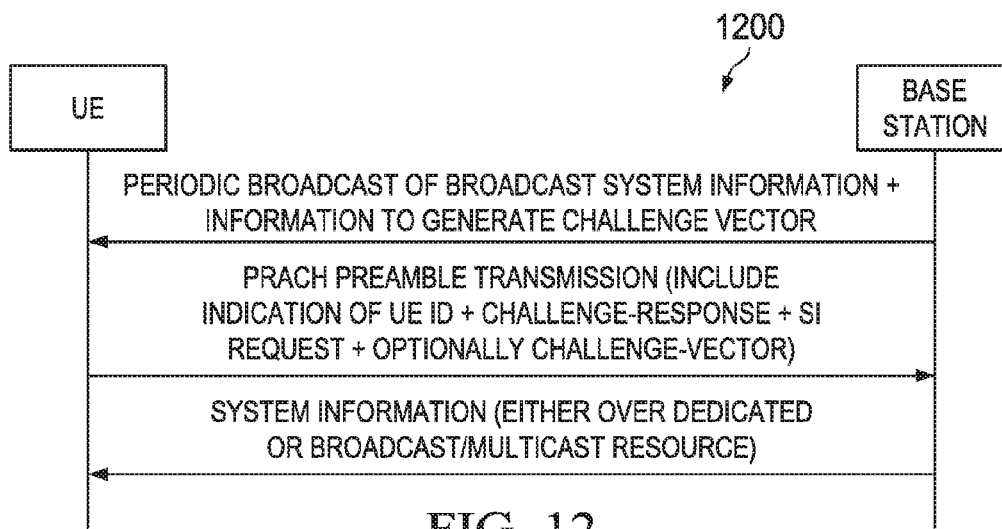 1200
UE
BASE
STATION
PERIODIC BROADCAST OF BROADCAST SYSTEM INFORMATION +
INFORMATION TO GENERATE CHALLENGE VECTOR
PRACH PREAMBLE TRANSMISSION (INCLUDE
INDICATION OF UE ID + CHALLENGE-RESPONSE + SI
REQUEST + OPTIONALLY CHALLENGE-VECTOR)
SYSTEM INFORMATION (EITHER OVER DEDICATED
OR BROADCAST/MULTICAST RESOURCE)
FIG. 12